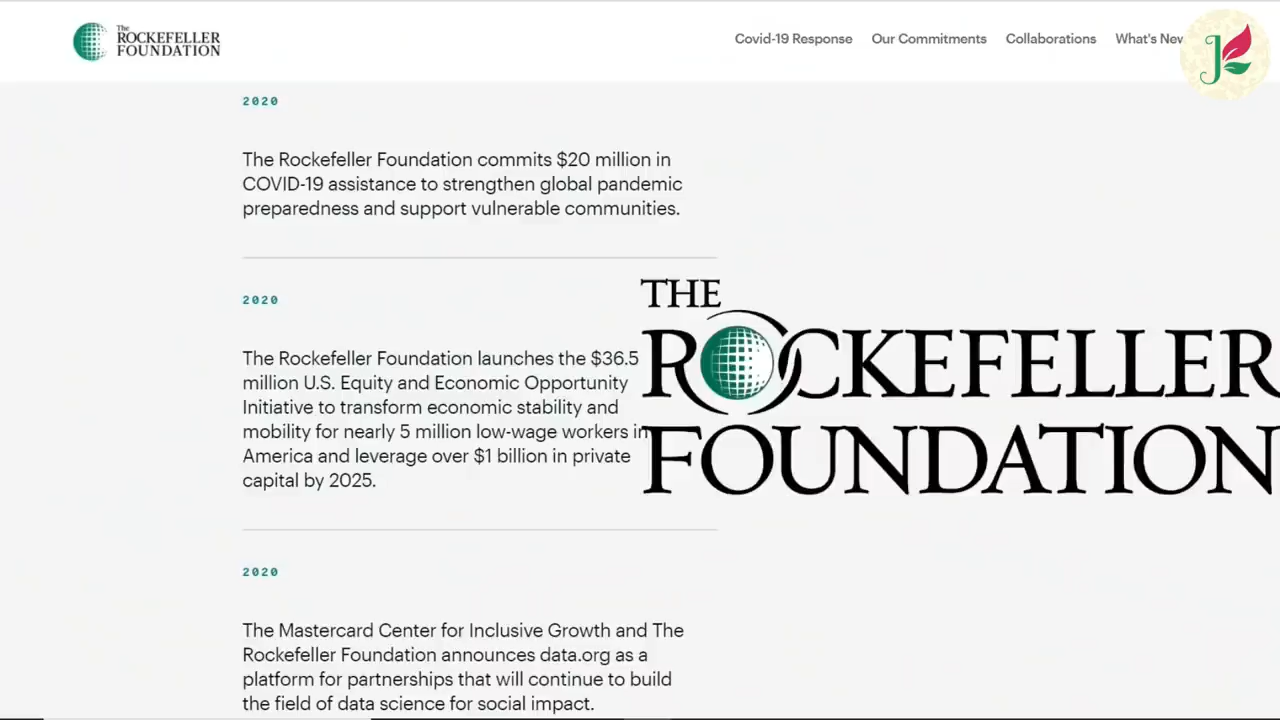 The
ROCKEFELLER
FOUNDATION
Covid-19 Response Our Commitments Collaborations What's New
2020
The Rockefeller Foundation commits $20 million in
COVID-19 assistance to strengthen global pandemic
preparedness and support vulnerable communities.
2020
The Rockefeller Foundation launches the $36.5
million U.S. Equity and Economic Opportunity
Initiative to transform economic stability and
mobility for nearly 5 million low-wage workers in
America and leverage over $1 billion in private
capital by 2025.
THE
ROCKEFELLER
FOUNDATION
2020
The Mastercard Center for Inclusive Growth and The
Rockefeller Foundation announces data.org as a
platform for partnerships that will continue to build
the field of data science for social impact.